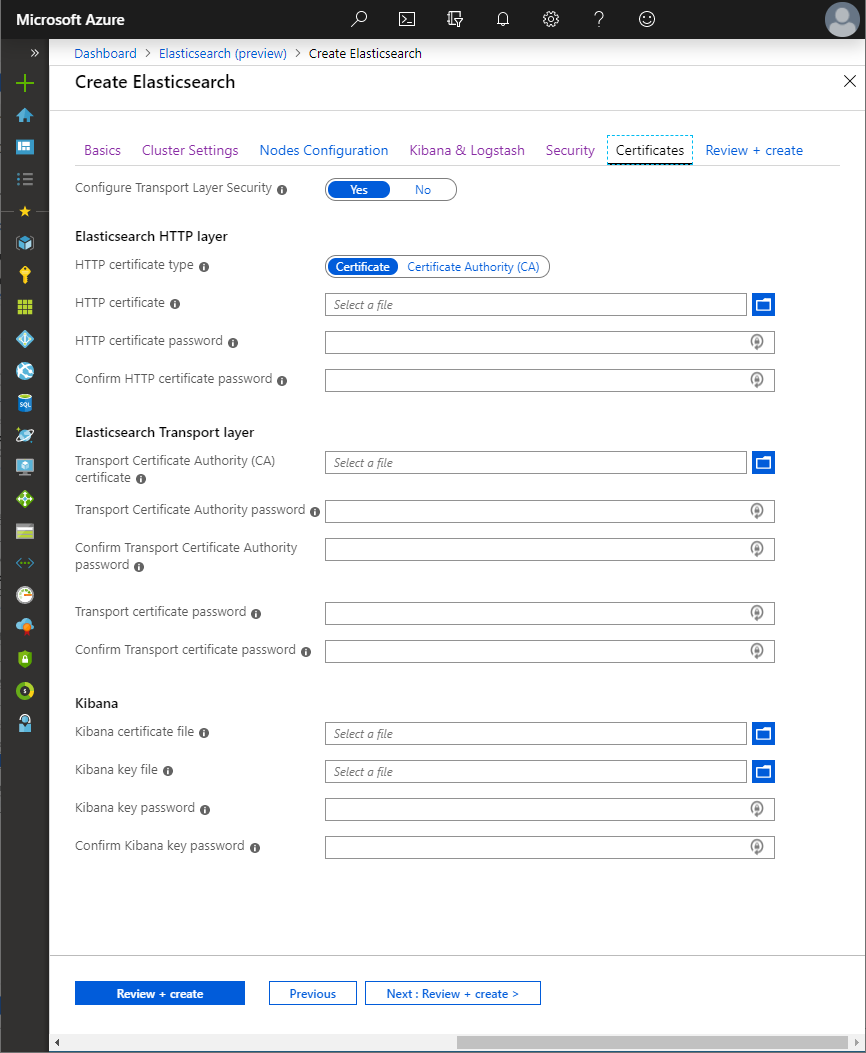 Microsoft Azure
Dashboard > Elasticsearch (preview) > Create Elasticsearch
Create Elasticsearch
Basics Cluster Settings Nodes Configuration Kibana & Logstash Security Certificates Review + create
Configure Transport Layer Security Yes No
Elasticsearch HTTP layer
HTTP certificate type Certificate Certificate Authority (CA)
HTTP certificate Select a file
HTTP certificate password
Confirm HTTP certificate password
Elasticsearch Transport layer
Transport Certificate Authority (CA) Select a file
certificate
Transport Certificate Authority password
Confirm Transport Certificate Authority
password
Transport certificate password
Confirm Transport certificate password
Kibana
Kibana certificate file Select a file
Kibana key file Select a file
Kibana key password
Confirm Kibana key password
Review + create Previous Next : Review + create >